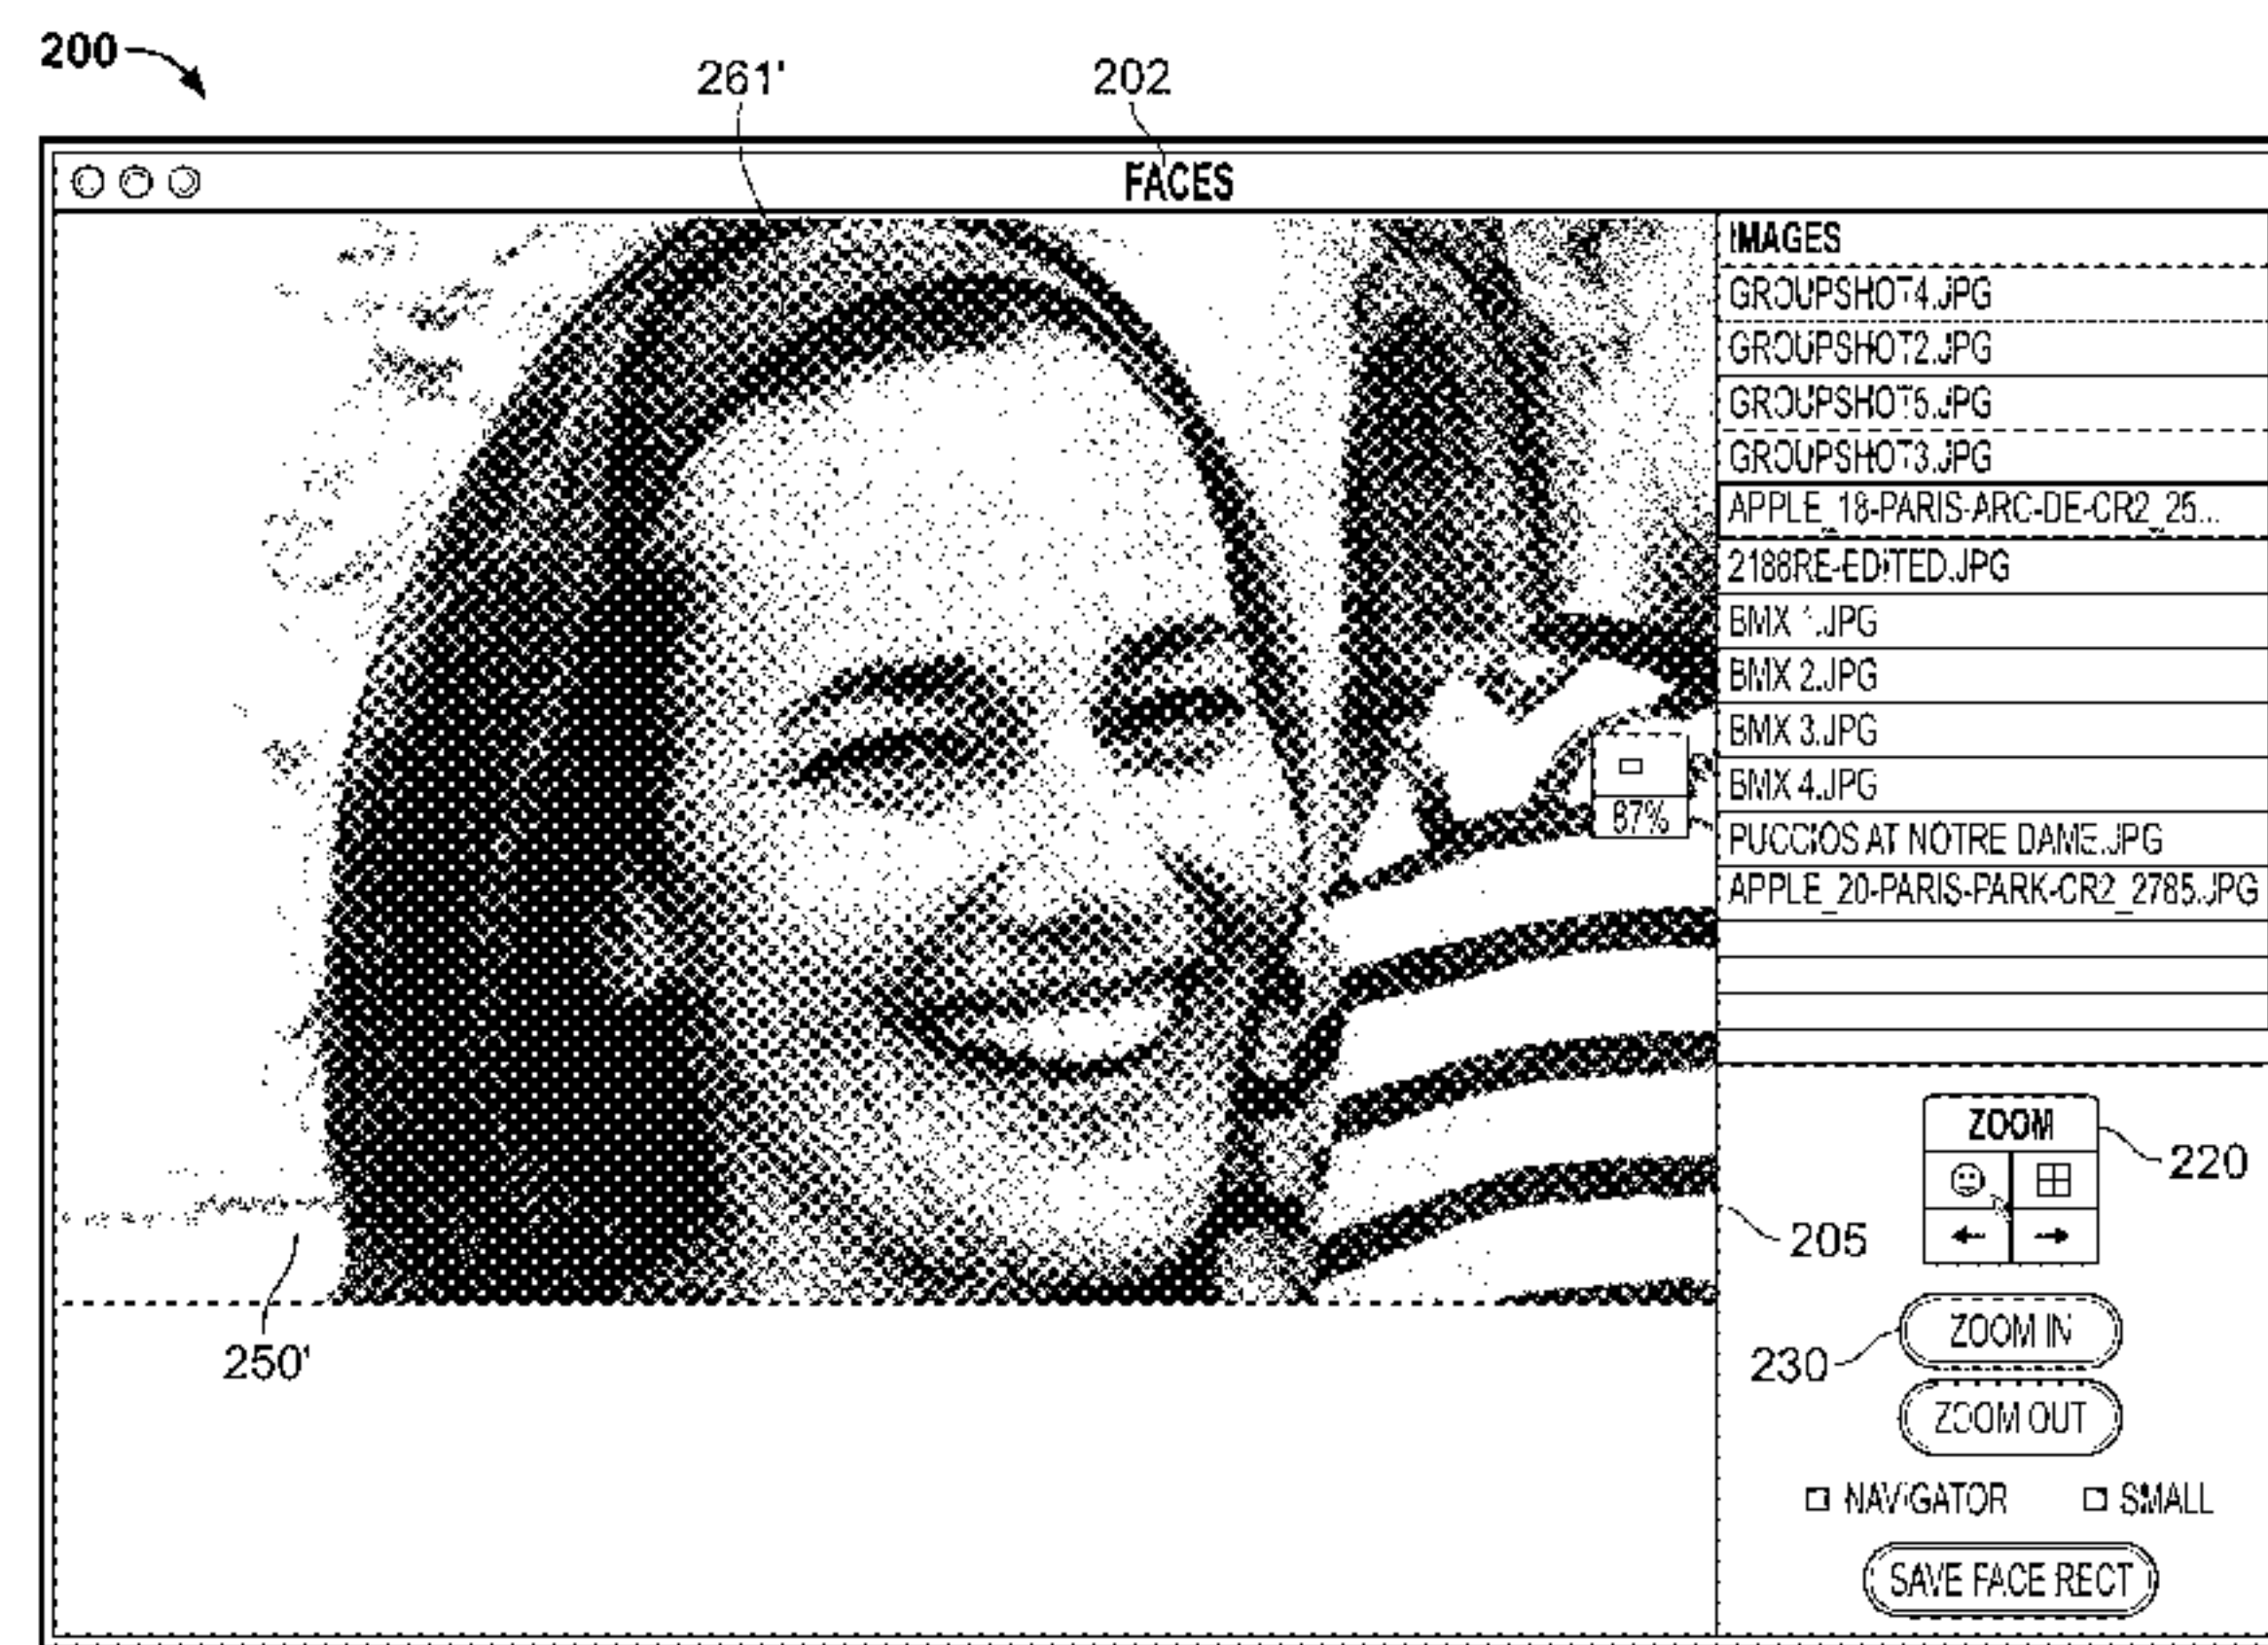 200
261'
202
FACES
IMAGES
GROUPSHOT4.JPG
GROUPSHOT2.JPG
GROUPSHOT5.JPG
GROUPSHOT3.JPG
APPLE_18-PARIS-ARC-DE-CR2_25...
2188RE-EDITED.JPG
BMX 1.JPG
BMX 2.JPG
BMX 3.JPG
BMX 4.JPG
67%
PUCCIOS AT NOTRE DAME.JPG
APPLE_20-PARIS-PARK-CR2_2785.JPG
ZOOM
220
205
250'
230
ZOOM IN
ZOOM OUT
NAVIGATOR
SMALL
SAVE FACE RECT